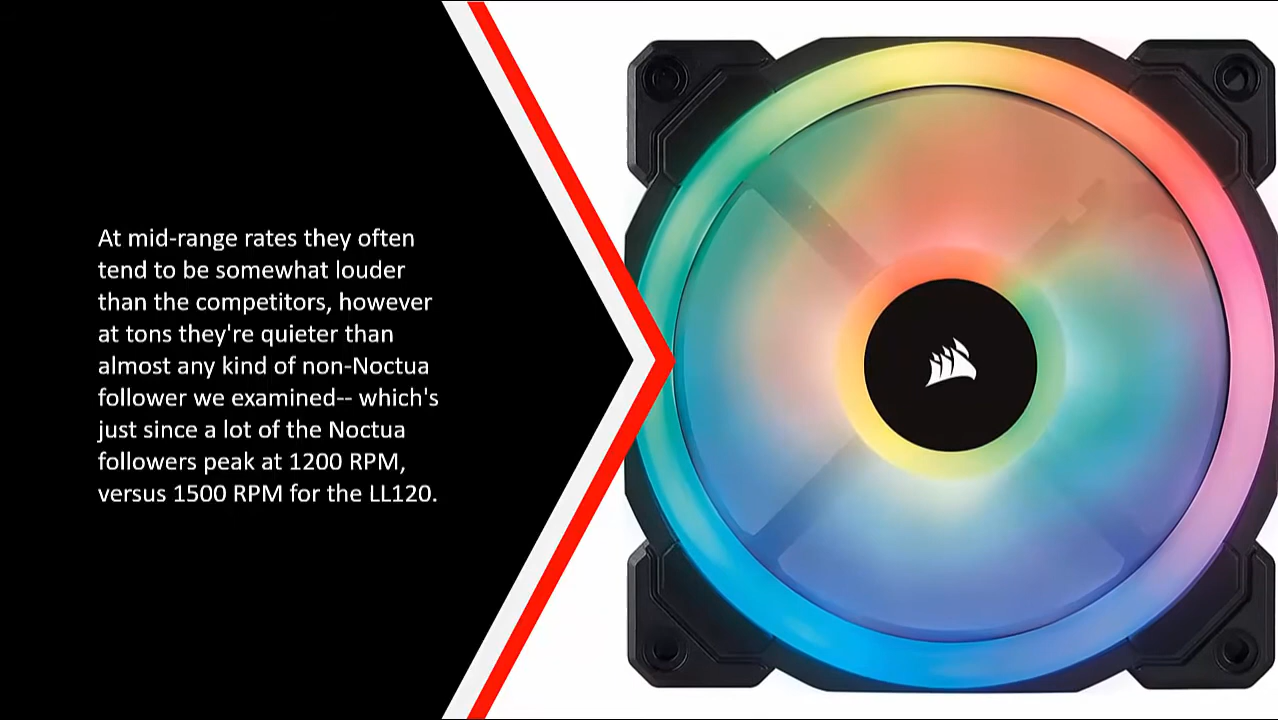 At mid-range rates they often
tend to be somewhat louder
than the competitors, however
at tons they're quieter than
almost any kind of non-Noctua
follower we examined-- which's
just since a lot of the Noctua
followers peak at 1200 RPM,
versus 1500 RPM for the LL120.